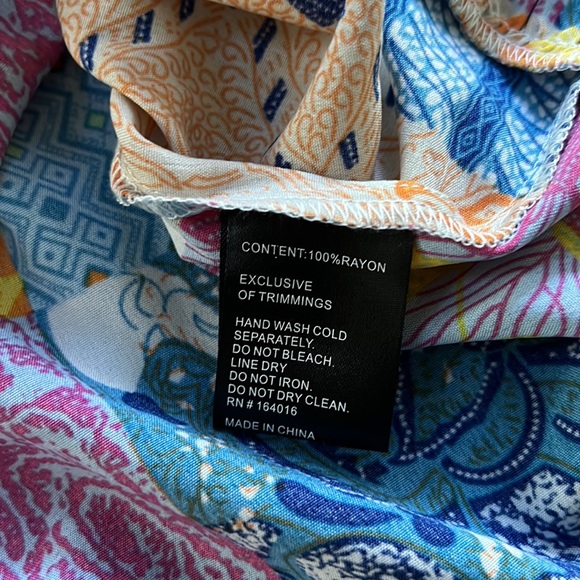 CONTENT:100%RAYON
EXCLUSIVE
OF TRIMMINGS
HAND WASH COLD
SEPARATELY.
DO NOT BLEACH.
LINE DRY
DO NOT IRON.
DO NOT DRY CLEAN.
RN # 164016
MADE IN CHINA